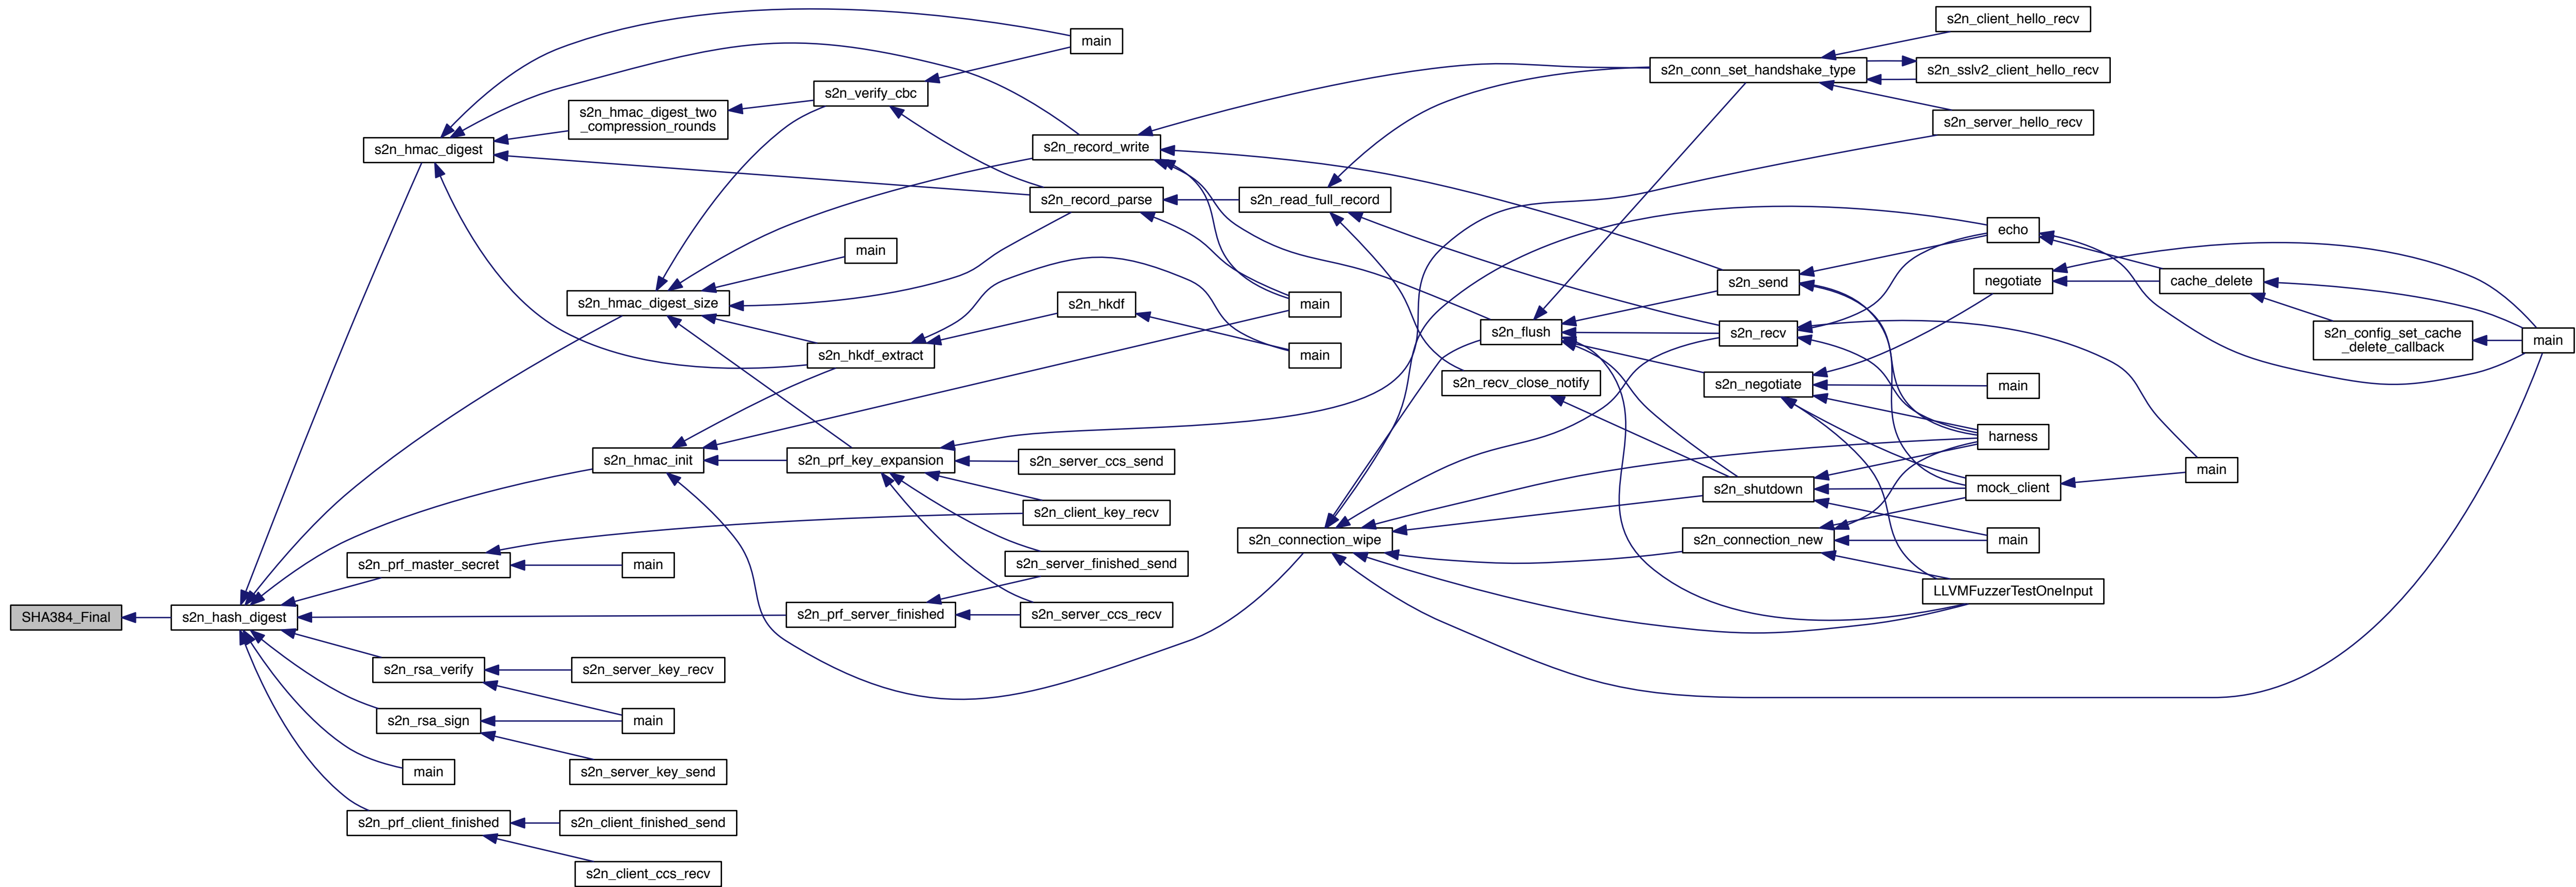 SHA384_Final
s2n_hash_digest
s2n_hmac_digest
s2n_hmac_digest_two
_compression_rounds
s2n_verify_cbc
main
s2n_record_write
s2n_record_parse
s2n_read_full_record
s2n_conn_set_handshake_type
s2n_client_hello_recv
s2n_sslv2_client_hello_recv
s2n_server_hello_recv
s2n_hmac_digest_size
main
s2n_hkdf
s2n_hkdf_extract
main
main
s2n_flush
s2n_recv_close_notify
s2n_send
s2n_recv
s2n_negotiate
echo
negotiate
cache_delete
s2n_config_set_cache
_delete_callback
main
main
harness
mock_client
main
s2n_shutdown
s2n_connection_wipe
s2n_connection_new
main
LLVMFuzzerTestOneInput
s2n_hmac_init
s2n_prf_key_expansion
s2n_server_ccs_send
s2n_client_key_recv
s2n_server_finished_send
s2n_server_ccs_recv
s2n_prf_master_secret
main
s2n_prf_server_finished
s2n_rsa_verify
s2n_server_key_recv
s2n_rsa_sign
main
s2n_server_key_send
main
s2n_prf_client_finished
s2n_client_finished_send
s2n_client_ccs_recv